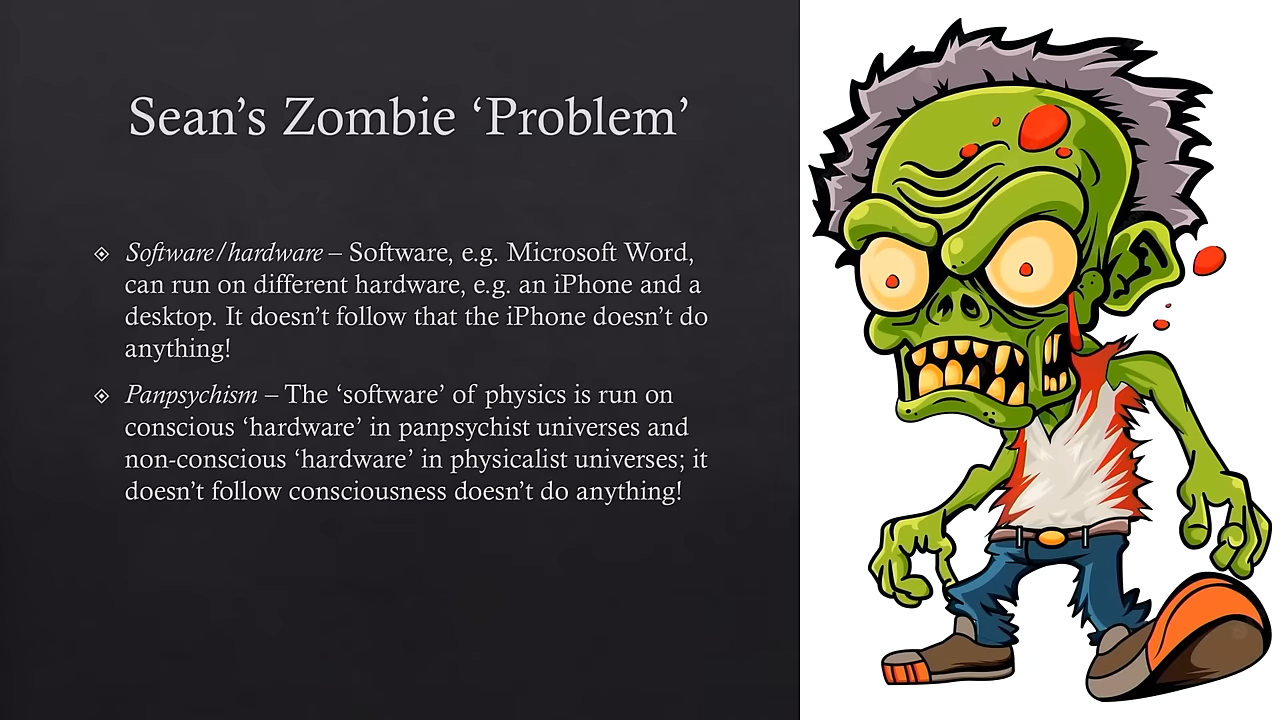 Sean’s Zombie ‘Problem’
Software/hardware – Software, e.g. Microsoft Word,
can run on different hardware, e.g. an iPhone and a
desktop. It doesn’t follow that the iPhone doesn’t do
anything!
Panpsychism – The ‘software’ of physics is run on
conscious ‘hardware’ in panpsychist universes and
non-conscious ‘hardware’ in physicalist universes; it
doesn’t follow consciousness doesn’t do anything!